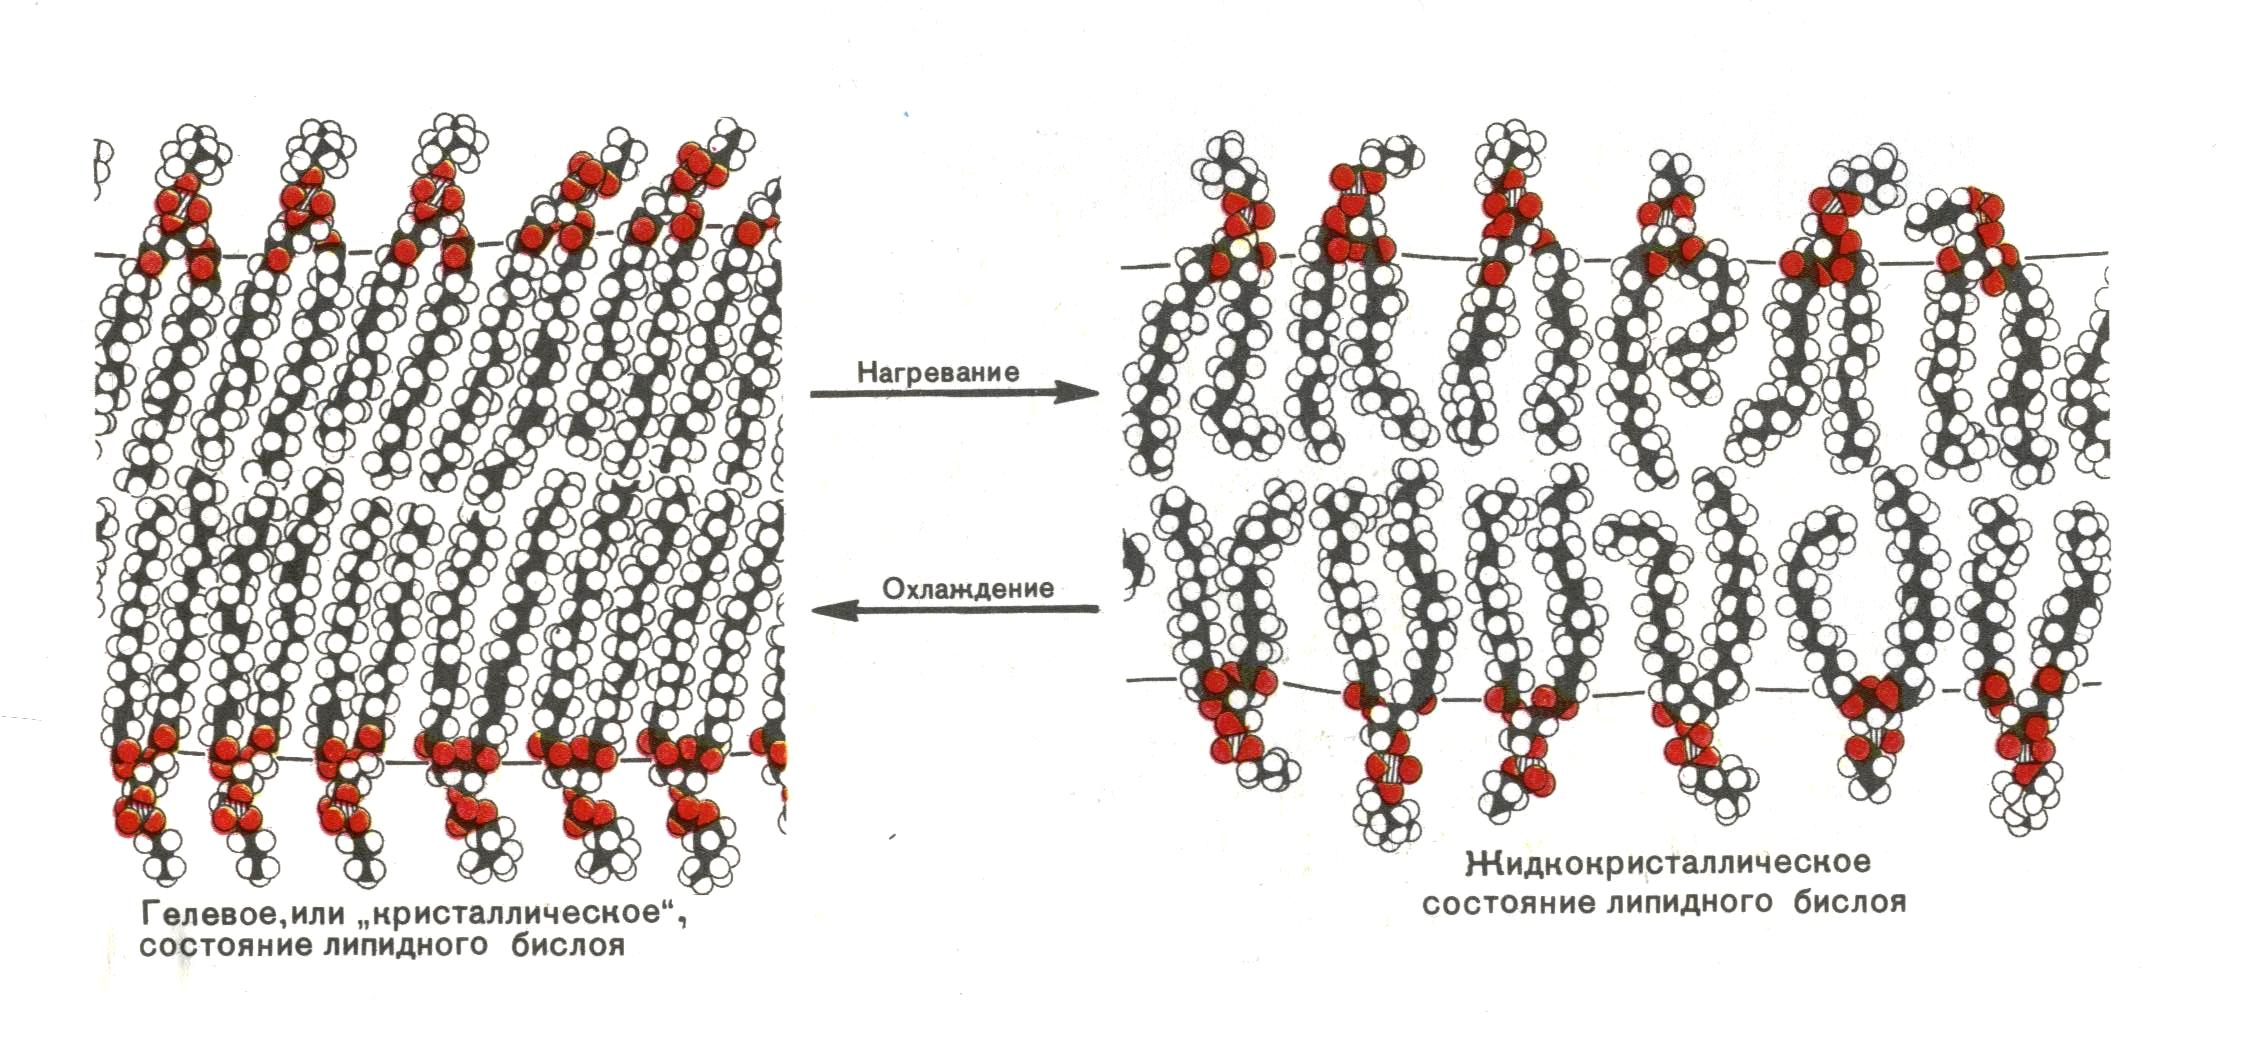 Нагревание
Охлаждение
Гелевое, или „кристаллическое“,
состояние липидного бислоя
Жидкокристаллическое
состояние липидного бислоя